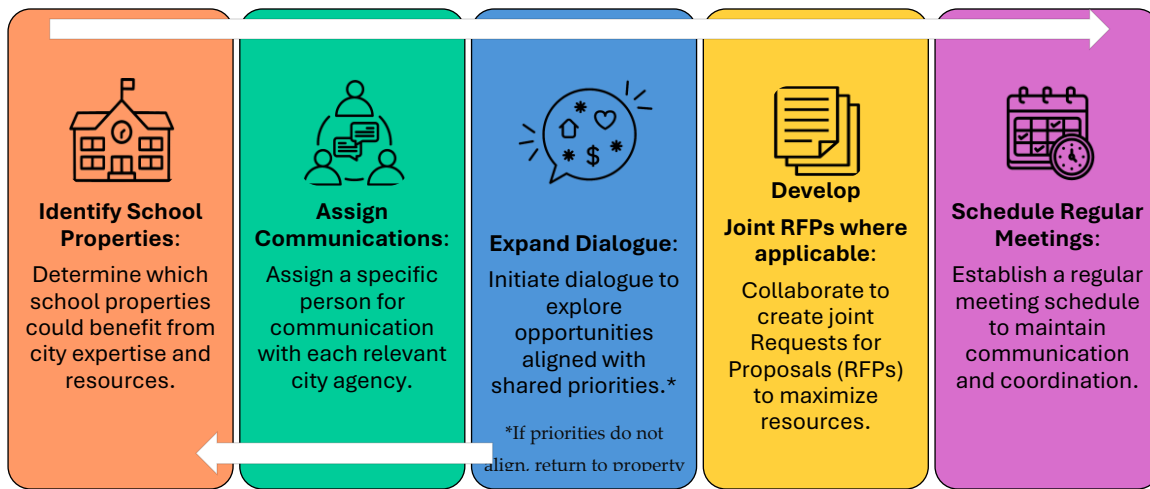 Identify School
Properties:
Determine which
school properties
could benefit from
city expertise and
resources.
Assign
Communications:
Assign a specific
person for
communication
with each relevant
city agency.
$
Expand Dialogue:
Initiate dialogue to
explore
opportunities
aligned with
shared priorities.*
*If priorities do not
align, return to property
Develop
Joint RFPs where
applicable:
Collaborate to
create joint
Requests for
Proposals (RFPs)
to maximize
resources.
Schedule Regular
Meetings:
Establish a regular
meeting schedule
to maintain
communication
and coordination.